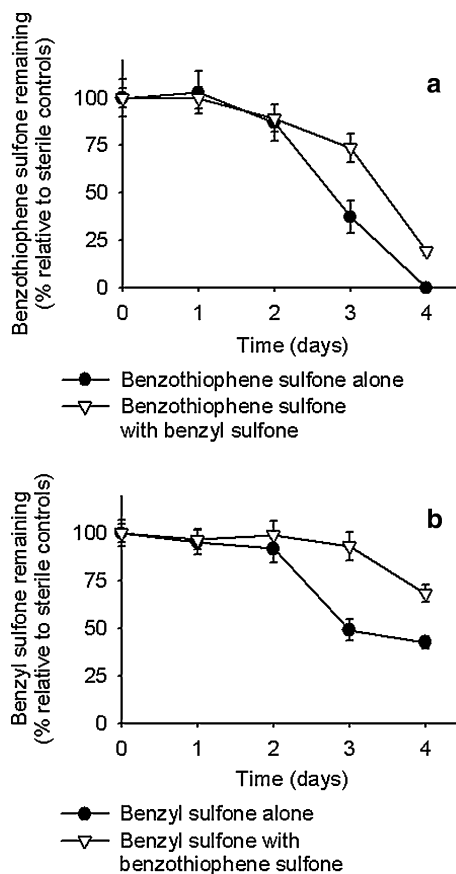 a
Benzothiophene sulfone remaining
(% relative to sterile controls)
100
75
50
25
0
0 1 2 3 4
Time (days)
Benzothiophene sulfone alone
Benzothiophene sulfone
with benzyl sulfone
b
Benzyl sulfone remaining
(% relative to sterile controls)
100
75
50
25
0
0 1 2 3 4
Time (days)
Benzyl sulfone alone
Benzyl sulfone with
benzothiophene sulfone